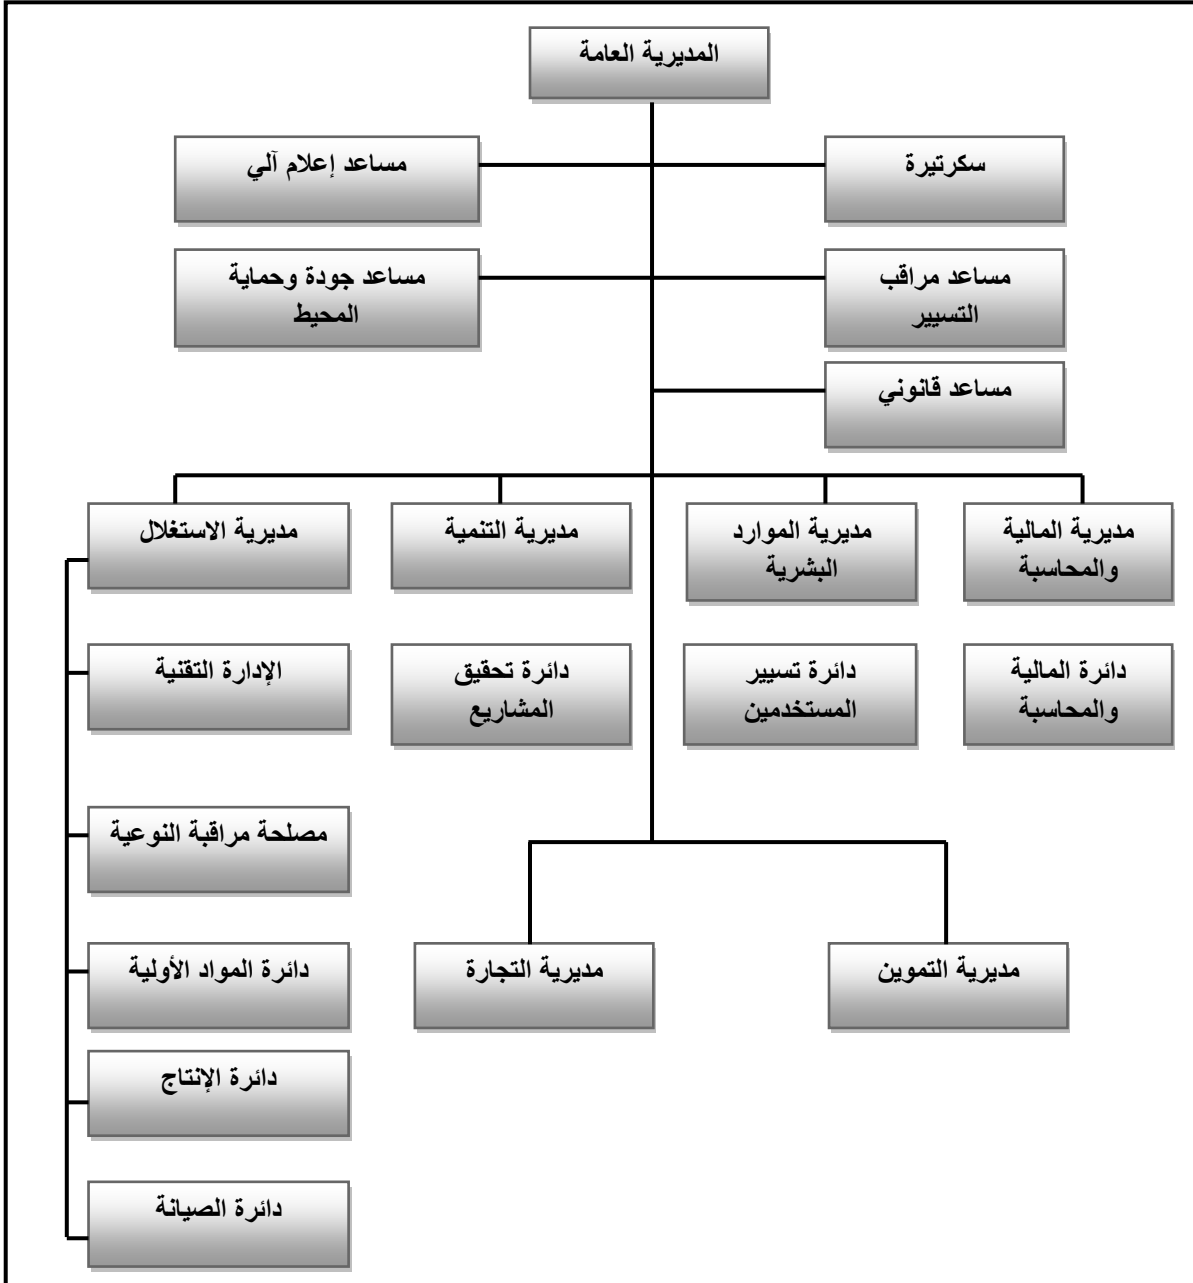 المديرية العامة
سكرتيرة
مساعد إعلام آلي
مساعد مراقب
التسيير
مساعد جودة وحماية
المحيط
مساعد قانوني
مديرية المالية
والمحاسبة
مديرية الموارد
البشرية
مديرية التنمية
مديرية الاستغلال
دائرة المالية
والمحاسبة
دائرة تسيير
المستخدمين
دائرة تحقيق
المشاريع
الإدارة التقنية
مصلحة مراقبة النوعية
مديرية التموين
مديرية التجارة
دائرة المواد الأولية
دائرة الإنتاج
دائرة الصيانة